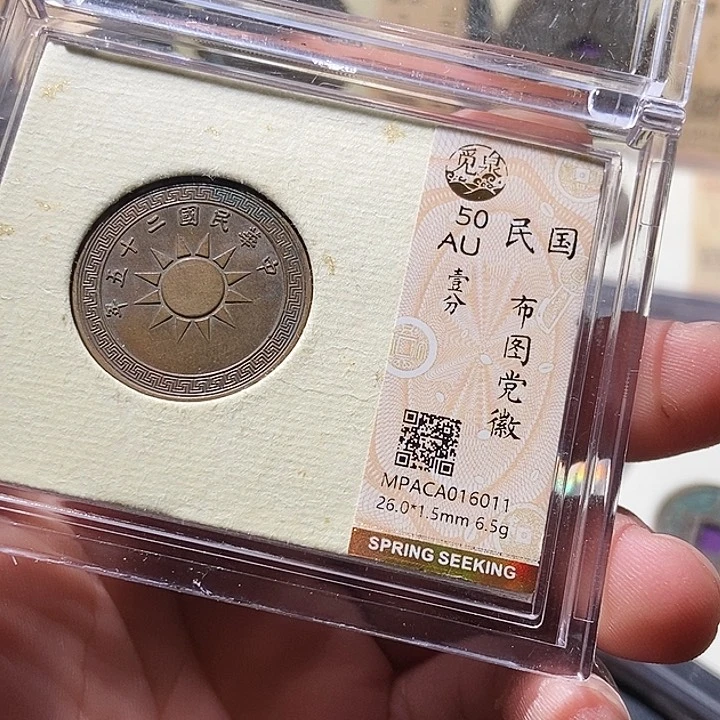 中華民國二十五年
觅泉
50
AU
壹分
民国
布图党徽
MPACA016011
26.0*1.5mm 6.5g
SPRING SEEKING